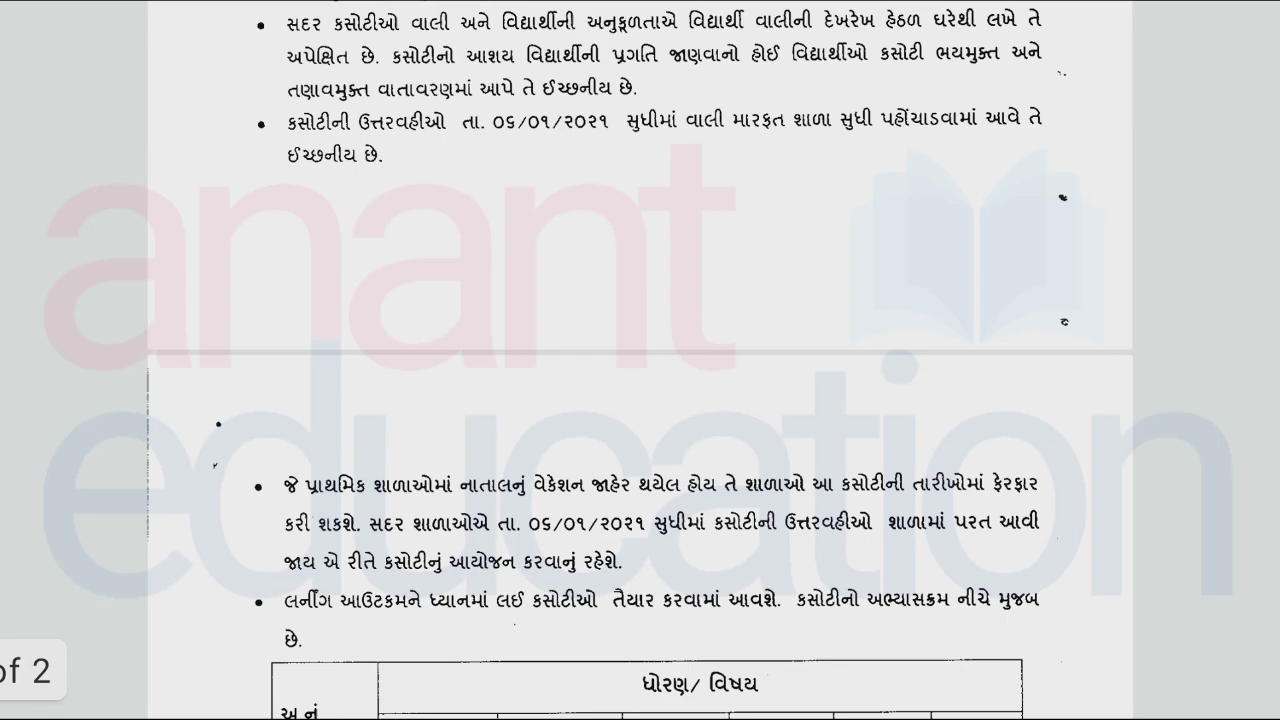 • સદર કસોટીઓ વાલી અને વિદ્યાર્થીની અનુકૂળતાએ વિદ્યાર્થી વાલીની દેખરેખ હેઠળ ઘરેથી લખે તે
અપેક્ષિત છે. કસોટીનો આશય વિદ્યાર્થીની પ્રગતિ જાણવાનો હોઈ વિદ્યાર્થીઓ કસોટી ભયમુક્ત અને
તણાવમુક્ત વાતાવરણમાં આપે તે ઈચ્છનીય છે.
• કસોટીની ઉત્તરવહીઓ તા. ૦૬/૦૧/૨૦૨૧ સુધીમાં વાલી મારફત શાળા સુધી પહોંચાડવામાં આવે તે
ઈચ્છનીય છે.
anant
education
• જે પ્રાથમિક શાળાઓમાં નાતાલનું વેકેશન જાહેર થયેલ હોય તે શાળાઓ આ કસોટીની તારીખોમાં ફેરફાર
કરી શકશે. સદર શાળાઓએ તા. ૦૬/૦૧/૨૦૨૧ સુધીમાં કસોટીની ઉત્તરવહીઓ શાળામાં પરત આવી
જાય એ રીતે કસોટીનું આયોજન કરવાનું રહેશે.
• લર્નીંગ આઉટકમને ધ્યાનમાં લઈ કસોટીઓ તૈયાર કરવામાં આવશે. કસોટીનો અભ્યાસક્રમ નીચે મુજબ
છે.
of 2
ધોરણ/ વિષય
અ નં